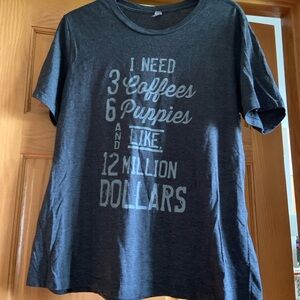 I NEED
3 Coffees
6 Puppies
AND LIKE,
12 MILLION
DOLLARS